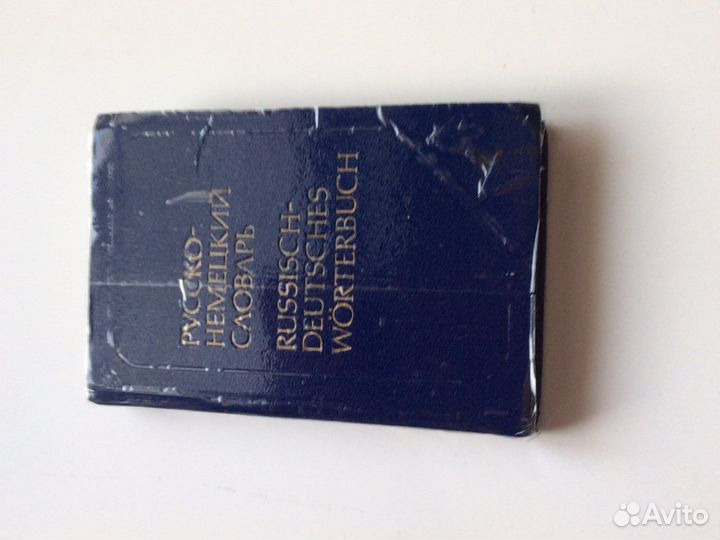 РУССКО-
НЕМЕЦКИЙ
СЛОВАРЬ
RUSSISCH-
DEUTSCHES
WÖRTERBUCH
Avito